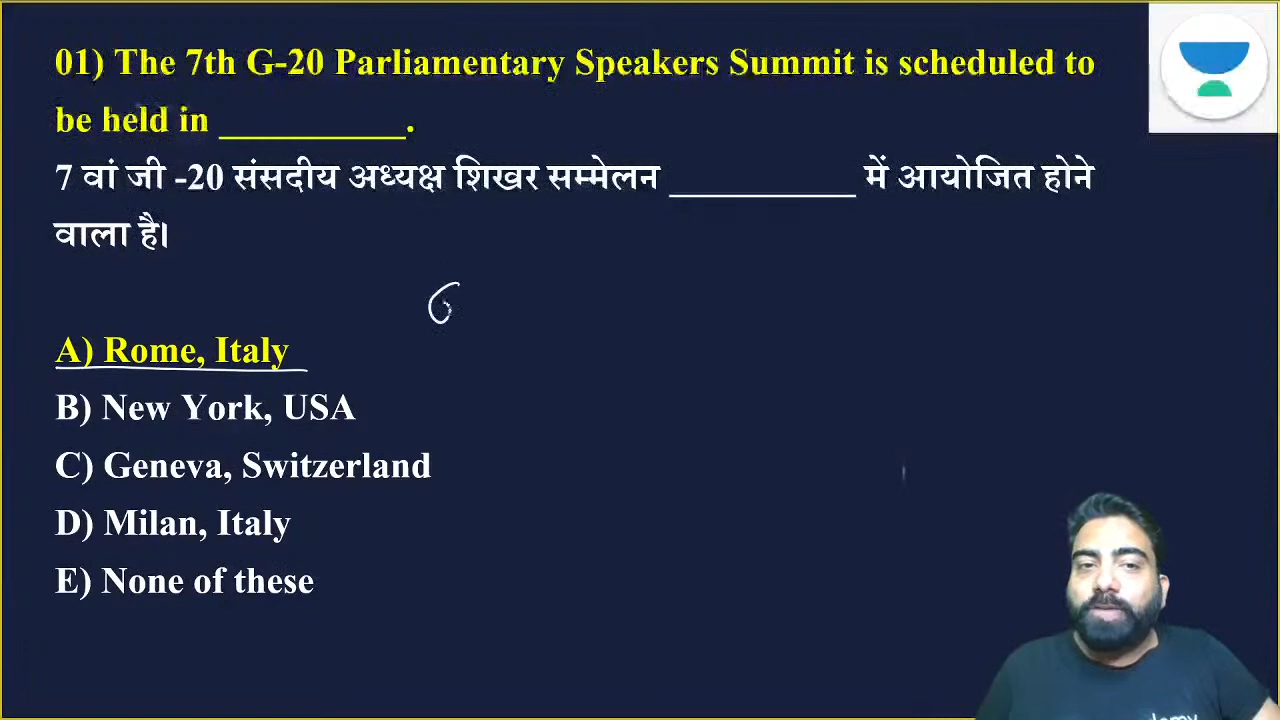 01) The 7th G-20 Parliamentary Speakers Summit is scheduled to
be held in __________.
7 वां जी -20 संसदीय अध्यक्ष शिखर सम्मेलन __________ में आयोजित होने
वाला है।
A) Rome, Italy
B) New York, USA
C) Geneva, Switzerland
D) Milan, Italy
E) None of these